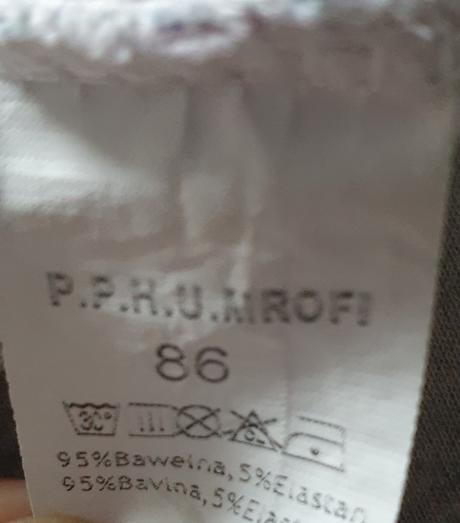 P.P.H.U.MROFI
86
30°
95%Bawełna, 5%Elastan
95%Bavlna, 5%Elastan